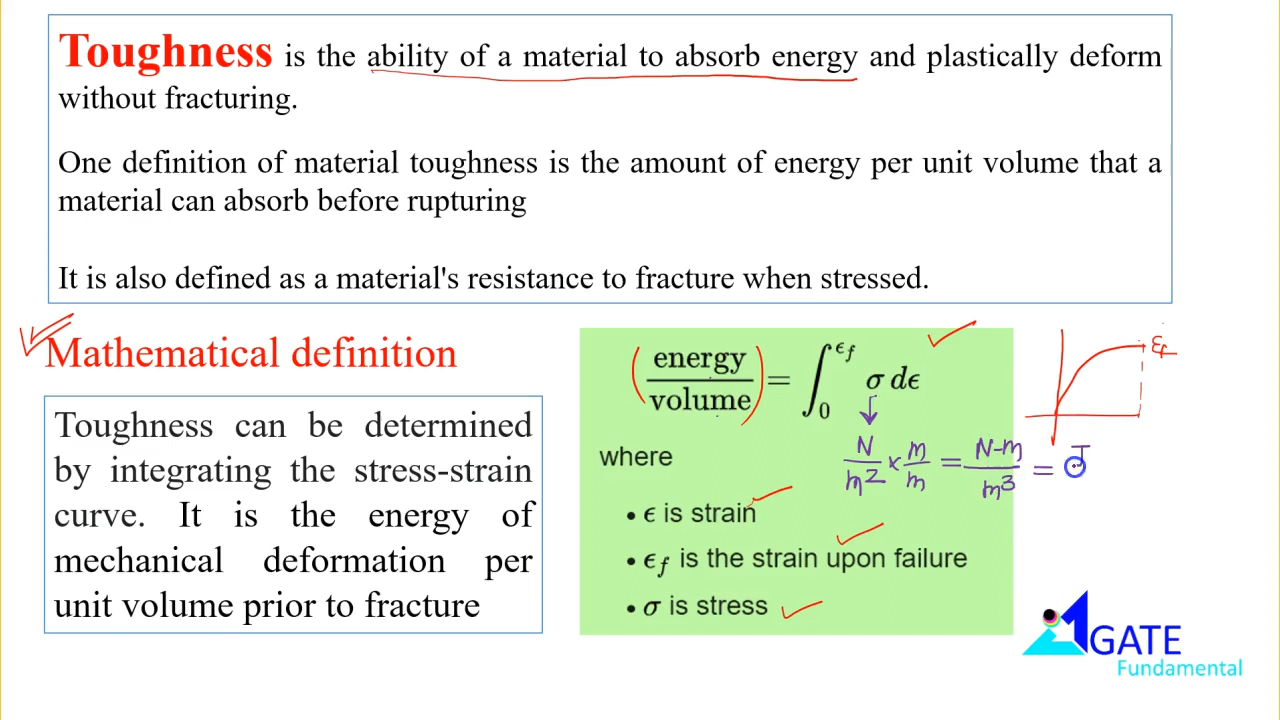 Toughness is the ability of a material to absorb energy and plastically deform
without fracturing.
One definition of material toughness is the amount of energy per unit volume that a
material can absorb before rupturing
It is also defined as a material's resistance to fracture when stressed.
Mathematical definition
Toughness can be determined
by integrating the stress-strain
curve. It is the energy of
mechanical deformation per
unit volume prior to fracture
(energy/volume) = ∫₀^ϵf σ dϵ
N/m² × m/m = N-m/m³ = J
where
• ϵ is strain
• ϵf is the strain upon failure
• σ is stress
εf
GATE
Fundamental